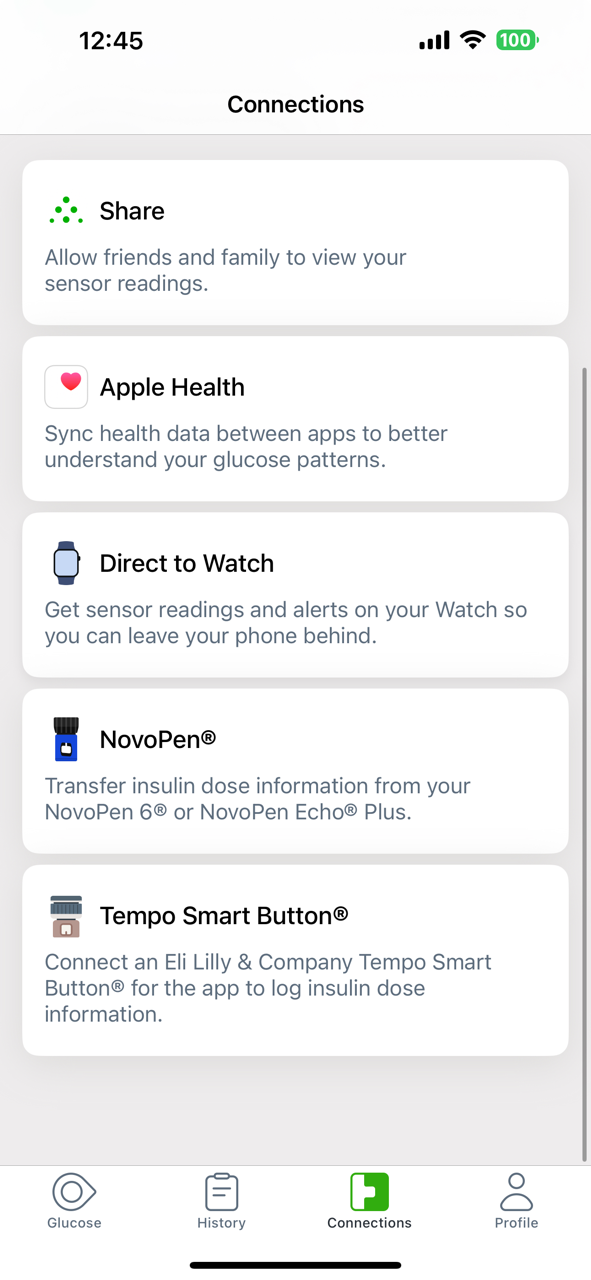 12:45
100
Connections
Share
Allow friends and family to view your
sensor readings.
Apple Health
Sync health data between apps to better
understand your glucose patterns.
Direct to Watch
Get sensor readings and alerts on your Watch so
you can leave your phone behind.
NovoPen®
Transfer insulin dose information from your
NovoPen 6® or NovoPen Echo® Plus.
Tempo Smart Button®
Connect an Eli Lilly & Company Tempo Smart
Button® for the app to log insulin dose
information.
Glucose
History
Connections
Profile